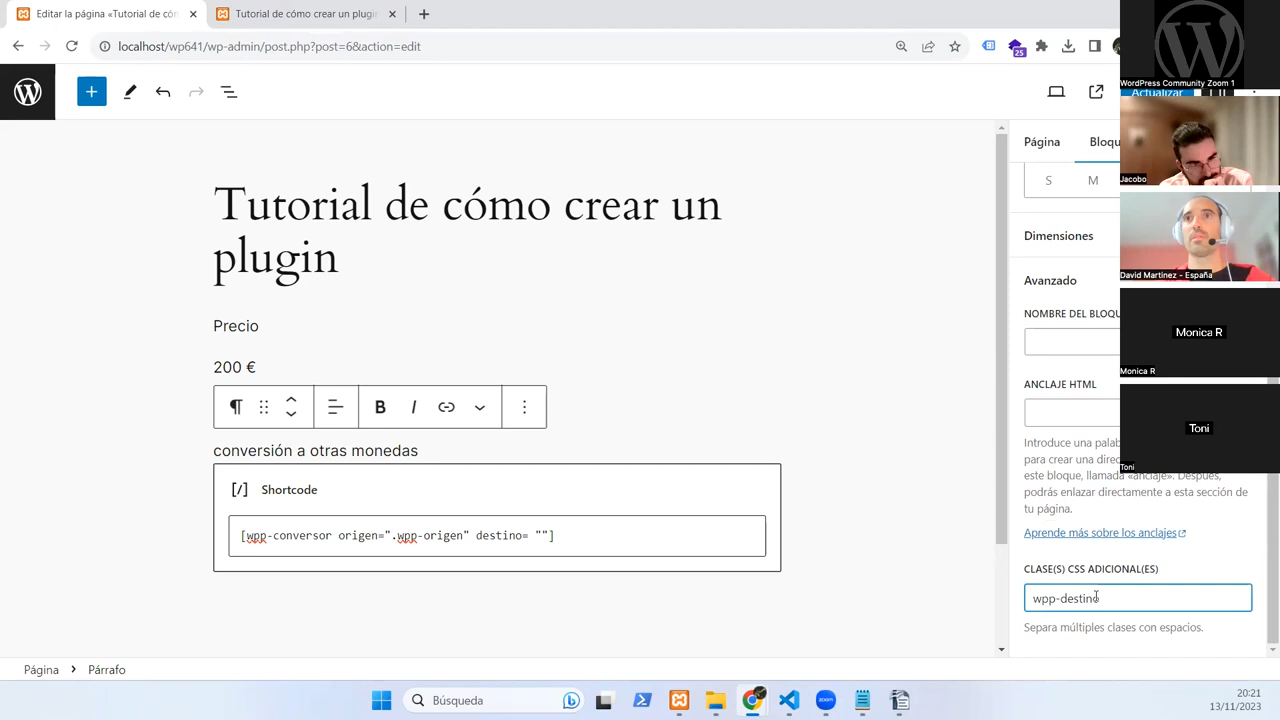 Editar la página «Tutorial de cóm
Tutorial de cómo crear un plugin
localhost/wp641/wp-admin/post.php?post=6&action=edit
25
WordPress Community Zoom 1
Actualizar
Página
Bloqu
S M
Jacobo
Tutorial de cómo crear un
plugin
Dimensiones
David Martínez - España
Avanzado
Precio
NOMBRE DEL BLOQU
Monica R
Monica R
200 €
ANCLAJE HTML
B I
Toni
Toni
conversión a otras monedas
Introduce una palab
para crear una direc
este bloque, llamada «anclaje». Después,
podrás enlazar directamente a esta sección de
tu página.
[/] Shortcode
[wpp-conversor origen=".wpp-origen" destino= ""]
Aprende más sobre los anclajes
CLASE(S) CSS ADICIONAL(ES)
wpp-destino
Separa múltiples clases con espacios.
Página > Párrafo
Búsqueda
zoom
20:21
13/11/2023